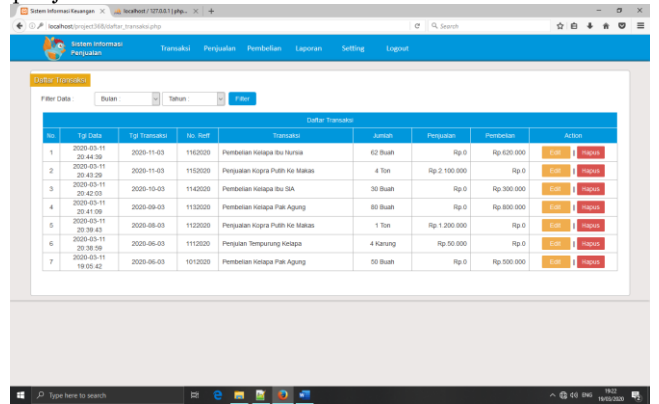 Sistem Informasi Keuangan
localhost / 127.0.0.1 | php...
localhost/project368/daftar_transaksi.php
Search
Sistem Informasi Penjualan
Transaksi Penjualan Pembelian Laporan Setting Logout
Daftar Transaksi
Filter Data : Bulan : Tahun : Filter
Daftar Transaksi
No. Tgl Data Tgl Transaksi No. Reff Transaksi Jumlah Penjualan Pembelian Action
1 2020-03-11 20:44:39 2020-11-03 1162020 Pembelian Kelapa Ibu Nursia 62 Buah Rp.0 Rp.620.000 Edit | Hapus
2 2020-03-11 20:43:29 2020-11-03 1152020 Penjualan Kopra Putih Ke Makas 4 Ton Rp.2.100.000 Rp.0 Edit | Hapus
3 2020-03-11 20:42:03 2020-10-03 1142020 Pembelian Kelapa Ibu SIA 30 Buah Rp.0 Rp.300.000 Edit | Hapus
4 2020-03-11 20:41:09 2020-09-03 1132020 Pembelian Kelapa Pak Agung 80 Buah Rp.0 Rp.800.000 Edit | Hapus
5 2020-03-11 20:39:43 2020-08-03 1122020 Penjualan Kopra Putih Ke Makas 1 Ton Rp.1.200.000 Rp.0 Edit | Hapus
6 2020-03-11 20:38:59 2020-06-03 1112020 Penjulan Tempurung Kelapa 4 Karung Rp.50.000 Rp.0 Edit | Hapus
7 2020-03-11 19:05:42 2020-06-03 1012020 Pembelian Kelapa Pak Agung 50 Buah Rp.0 Rp.500.000 Edit | Hapus
Type here to search
ENG
19:22
19/03/2020